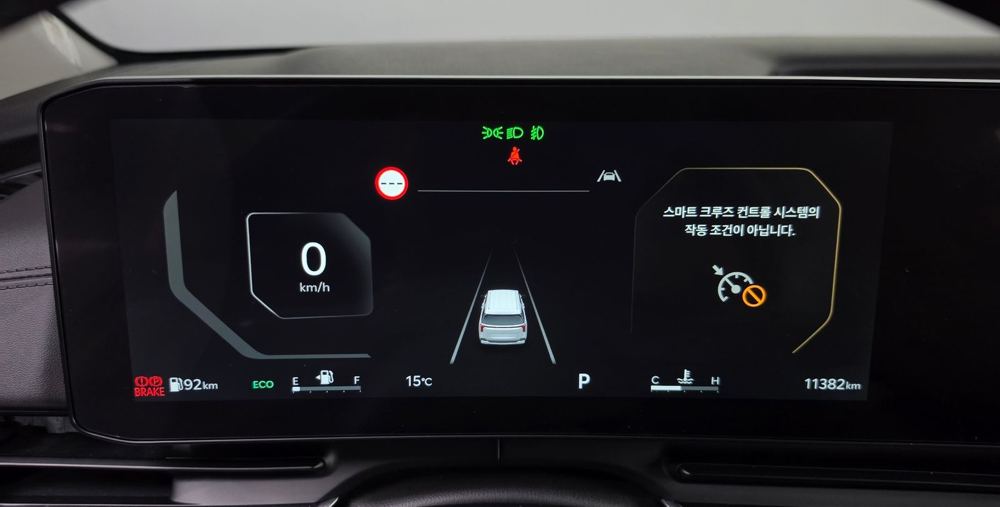 스마트 크루즈 컨트롤 시스템의
작동 조건이 아닙니다.
0
km/h
BRAKE
92km
ECO
E F
15℃
P
C H
11382km